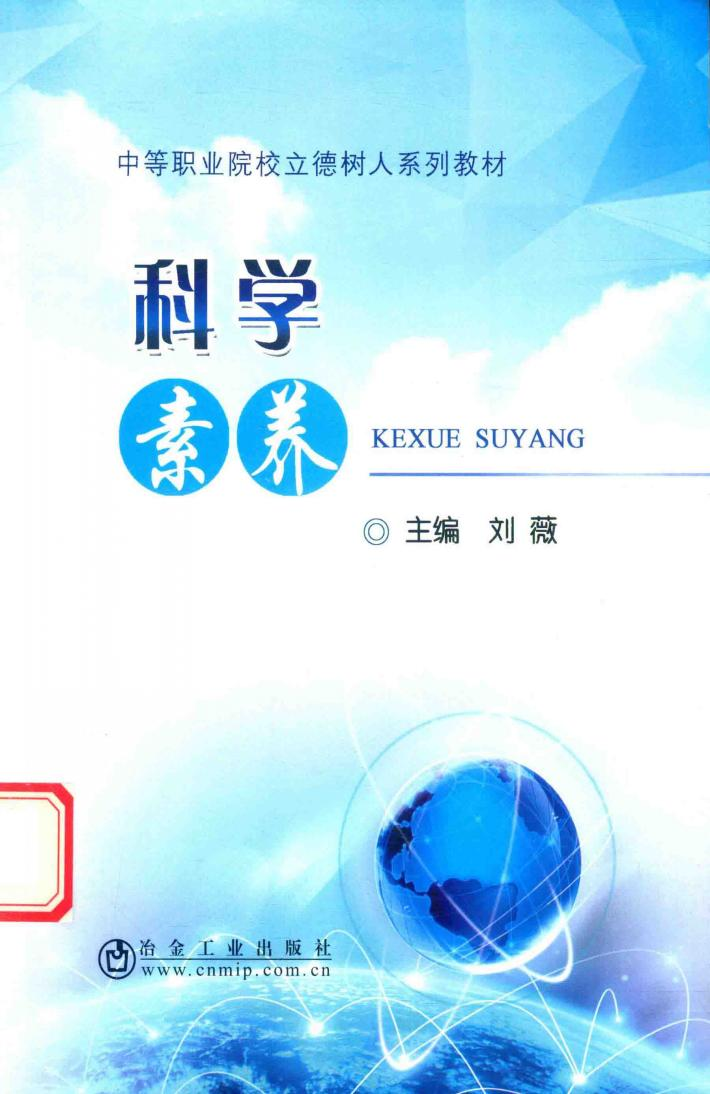 中等职业院校立德树人系列教材
科学
素养
KEXUE SUYANG
◎ 主编 刘薇
冶金工业出版社
www.cnmip.com.cn